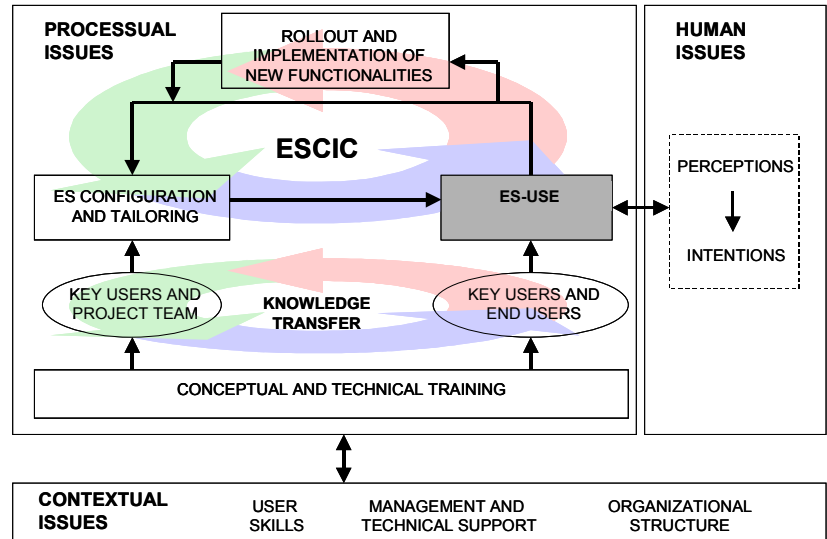 PROCESSUAL
ISSUES
ROLLOUT AND
IMPLEMENTATION OF
NEW FUNCTIONALITIES
HUMAN
ISSUES
ESCIC
PERCEPTIONS
INTENTIONS
ES CONFIGURATION
AND TAILORING
ES-USE
KEY USERS AND
PROJECT TEAM
KNOWLEDGE
TRANSFER
KEY USERS AND
END USERS
CONCEPTUAL AND TECHNICAL TRAINING
CONTEXTUAL
ISSUES
USER
SKILLS
MANAGEMENT AND
TECHNICAL SUPPORT
ORGANIZATIONAL
STRUCTURE